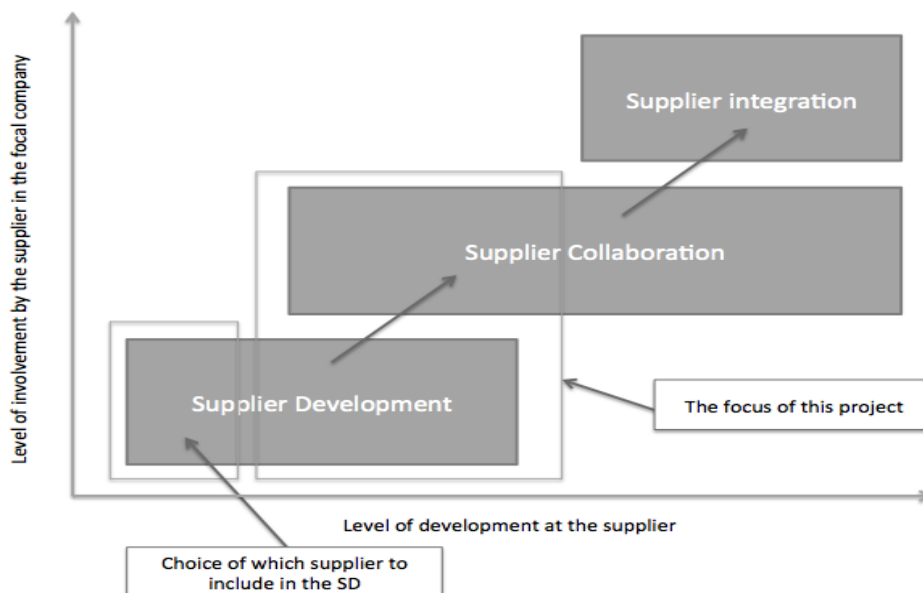 Level of involvement by the supplier in the focal company
Supplier integration
Supplier Collaboration
Supplier Development
The focus of this project
Level of development at the supplier
Choice of which supplier to
include in the SD